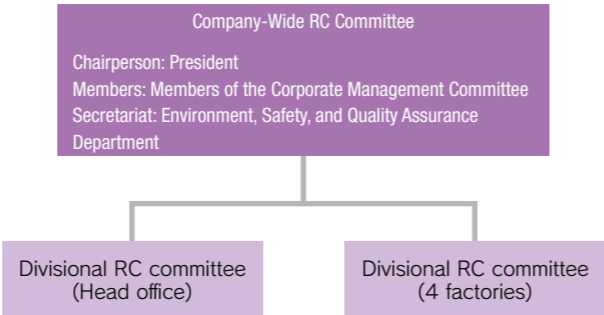 Company-Wide RC Committee
Chairperson: President
Members: Members of the Corporate Management Committee
Secretariat: Environment, Safety, and Quality Assurance
Department
Divisional RC committee
(Head office)
Divisional RC committee
(4 factories)